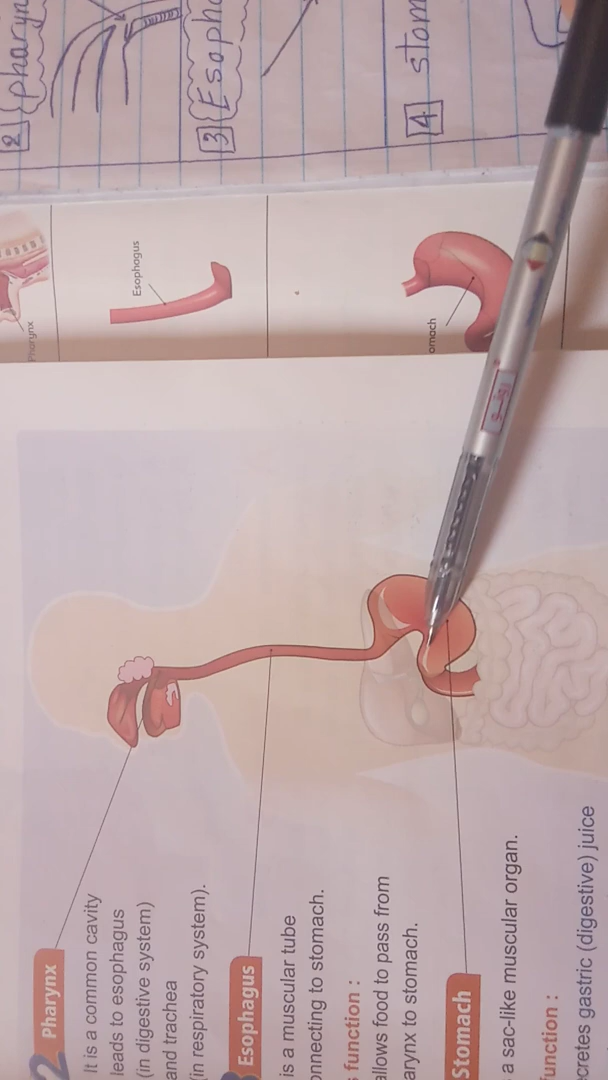 2 pharyn
3 Esopha
4 stom
Pharynx
Esophagus
omach
2 Pharynx
It is a common cavity
leads to esophagus
(in digestive system)
and trachea
(in respiratory system).
Esophagus
is a muscular tube
onnecting to stomach.
s function :
allows food to pass from
arynx to stomach.
Stomach
a sac-like muscular organ.
unction :
cretes gastric (digestive) juice